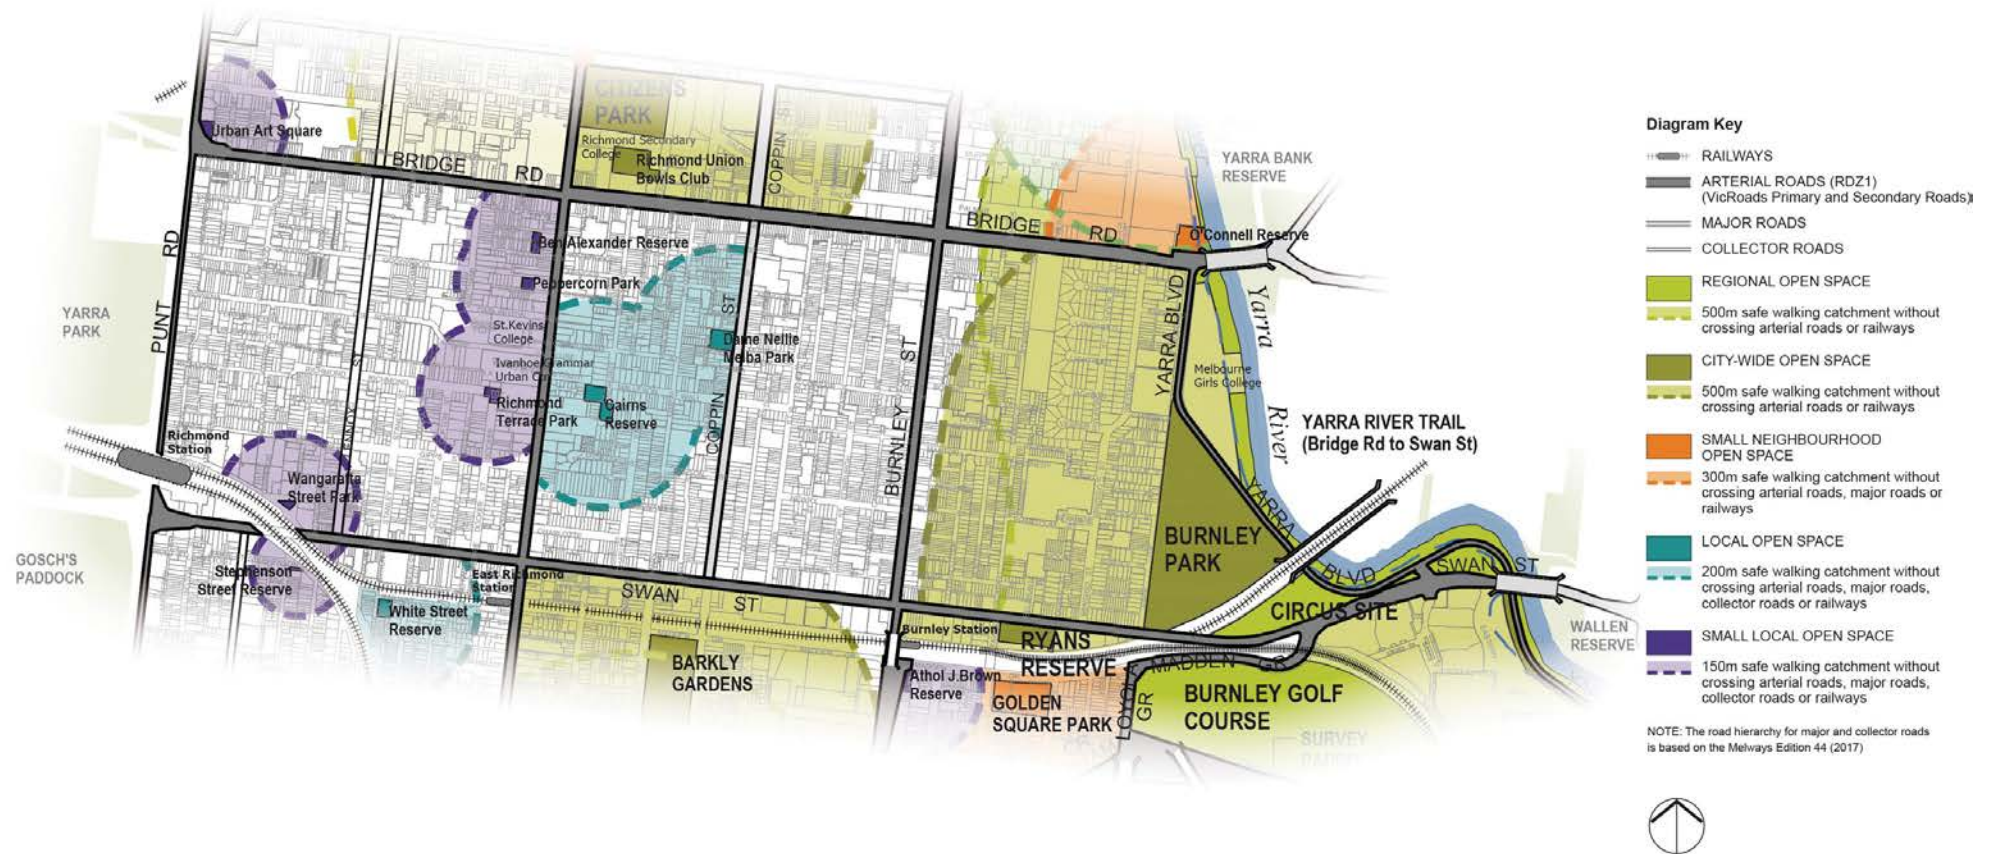 CITIZENS
PARK
Urban Art Square
Richmond Secondary
College
Richmond Union
Bowls Club
COPPIN ST
BRIDGE RD
YARRA BANK
RESERVE
BRIDGE RD
O'Connell Reserve
PUNT RD
Ben Alexander Reserve
Peppercorn Park
YARRA
PARK
St.Kevins
College
Ivanhoe Grammar
Urban
Dame Nellie
Melba Park
Richmond
Terrace Park
Cairns
Reserve
COPPIN ST
BURNLEY ST
YARRA BLVD
Melbourne
Girls College
Yarra
River
YARRA RIVER TRAIL
(Bridge Rd to Swan St)
Richmond
Station
Wangaratta
Street Park
ST
GOSCH'S
PADDOCK
Stephenson
Street Reserve
East Richmond
Station
White Street
Reserve
SWAN ST
BURNLEY
PARK
YARRA BLVD
SWAN ST
CIRCUS SITE
WALLEN
RESERVE
Burnley Station
RYANS
RESERVE
BARKLY
GARDENS
Athol J.Brown
Reserve
GOLDEN
SQUARE PARK
MADDEN GR
LOYOLA GR
BURNLEY GOLF
COURSE
SURVEY
Diagram Key
RAILWAYS
ARTERIAL ROADS (RDZ1)
(VicRoads Primary and Secondary Roads)
MAJOR ROADS
COLLECTOR ROADS
REGIONAL OPEN SPACE
500m safe walking catchment without
crossing arterial roads or railways
CITY-WIDE OPEN SPACE
500m safe walking catchment without
crossing arterial roads or railways
SMALL NEIGHBOURHOOD
OPEN SPACE
300m safe walking catchment without
crossing arterial roads, major roads or
railways
LOCAL OPEN SPACE
200m safe walking catchment without
crossing arterial roads, major roads,
collector roads or railways
SMALL LOCAL OPEN SPACE
150m safe walking catchment without
crossing arterial roads, major roads,
collector roads or railways
NOTE: The road hierarchy for major and collector roads
is based on the Melways Edition 44 (2017)